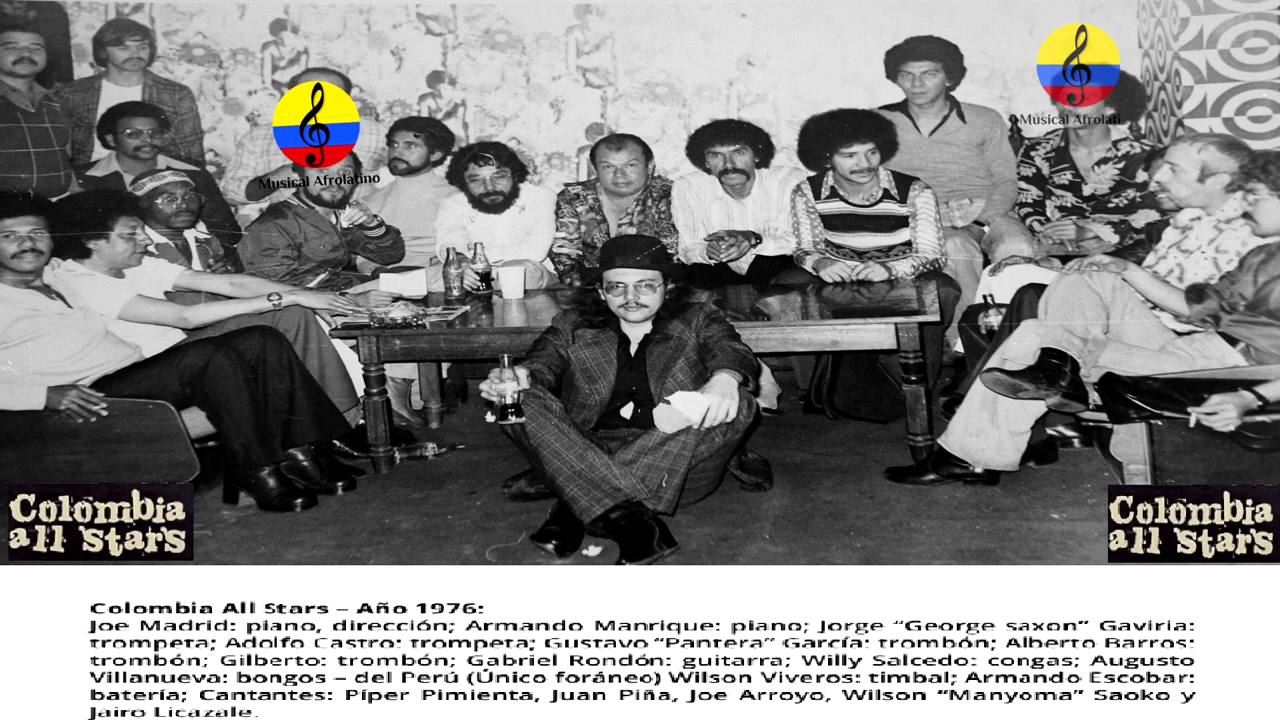 Musical Afrolatino
Musical Afrolati
Colombia
all stars
Colombia
all stars
Colombia All Stars – Año 1976:
Joe Madrid: piano, dirección; Armando Manrique: piano; Jorge “George saxon” Gaviria:
trompeta; Adolfo Castro: trompeta; Gustavo “Pantera” García: trombón; Alberto Barros:
trombón; Gilberto: trombón; Gabriel Rondón: guitarra; Willy Salcedo: congas; Augusto
Villanueva: bongos – del Perú (Único foráneo) Wilson Viveros: timbal; Armando Escobar:
batería; Cantantes: Píper Pimienta, Juan Piña, Joe Arroyo, Wilson “Manyoma” Saoko y
Jairo Licazale.